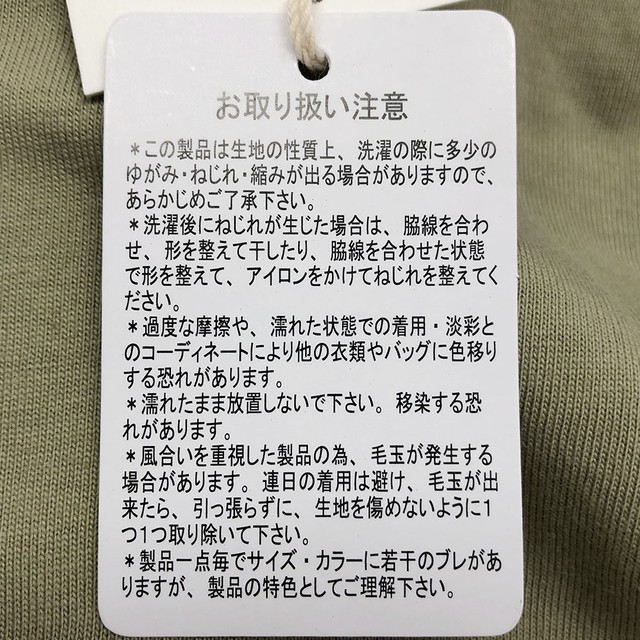 お取り扱い注意
＊この製品は生地の性質上、洗濯の際に多少の
ゆがみ・ねじれ・縮みが出る場合がありますので、
あらかじめご了承下さい。
＊洗濯後にねじれが生じた場合は、脇線を合わ
せ、形を整えて干したり、脇線を合わせた状態
で形を整えて、アイロンをかけてねじれを整えてく
ださい。
＊過度な摩擦や、濡れた状態での着用・淡彩と
のコーディネートにより他の衣類やバッグに色移り
する恐れがあります。
＊濡れたまま放置しないで下さい。移染する恐
れがあります。
＊風合いを重視した製品の為、毛玉が発生する
場合があります。連日の着用は避け、毛玉が出
来たら、引っ張らずに、生地を傷めないように1
つ1つ取り除いて下さい。
＊製品一点毎でサイズ・カラーに若干のブレがあ
りますが、製品の特色としてご理解下さい。